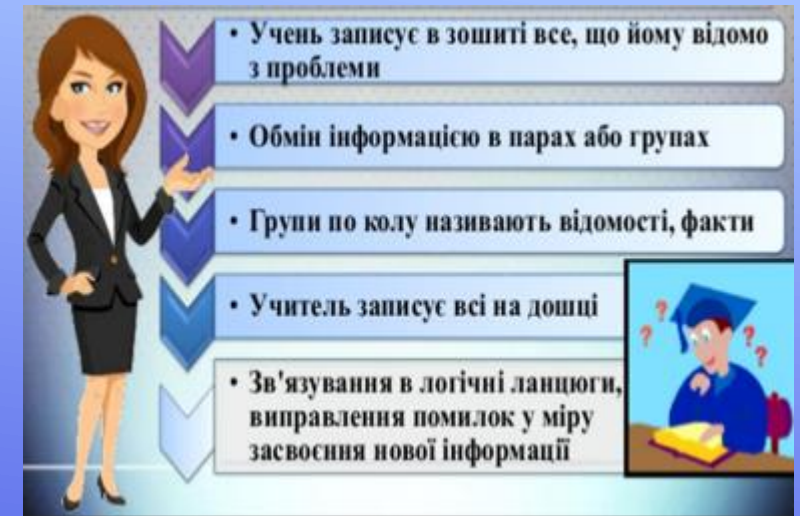 • Учень записує в зошиті все, що йому відомо
з проблеми
• Обмін інформацією в парах або групах
• Групи по колу називають відомості, факти
• Учитель записує всі на дошці
• Зв'язування в логічні ланцюги,
виправлення помилок у міру
засвоєння нової інформації
? ? ? ?